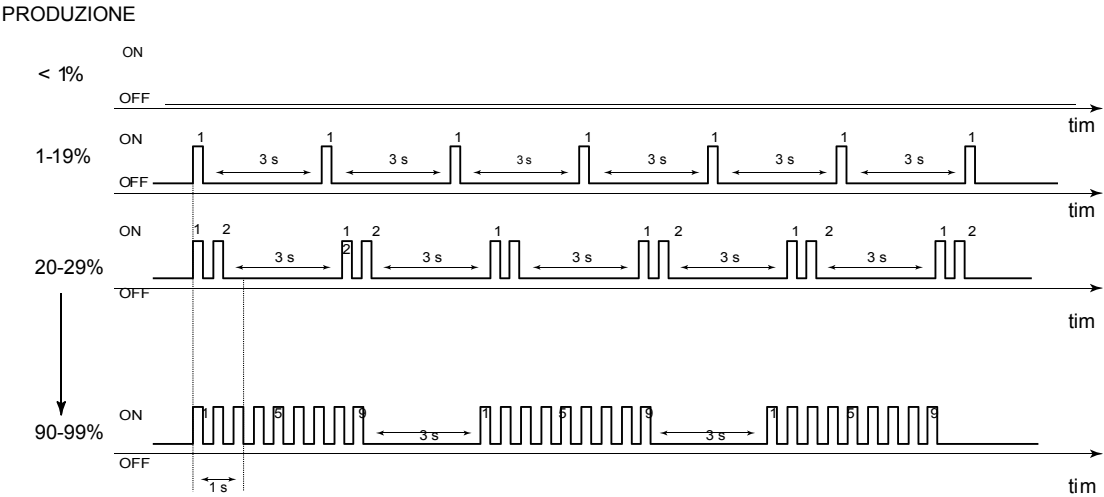 PRODUZIONE
ON
< 1%
OFF
tim
ON 1 1 1 1 1 1 1
1-19% 3 s 3 s 3 s 3 s 3 s 3 s
OFF
tim
ON 1 2 1 2 1 1 2 1 2 1 2
20-29% 3 s 3 s 3 s 3 s 3 s
OFF
tim
ON 1 5 9 1 5 9 1 5 9
90-99% 3 s 3 s
OFF
1 s
tim